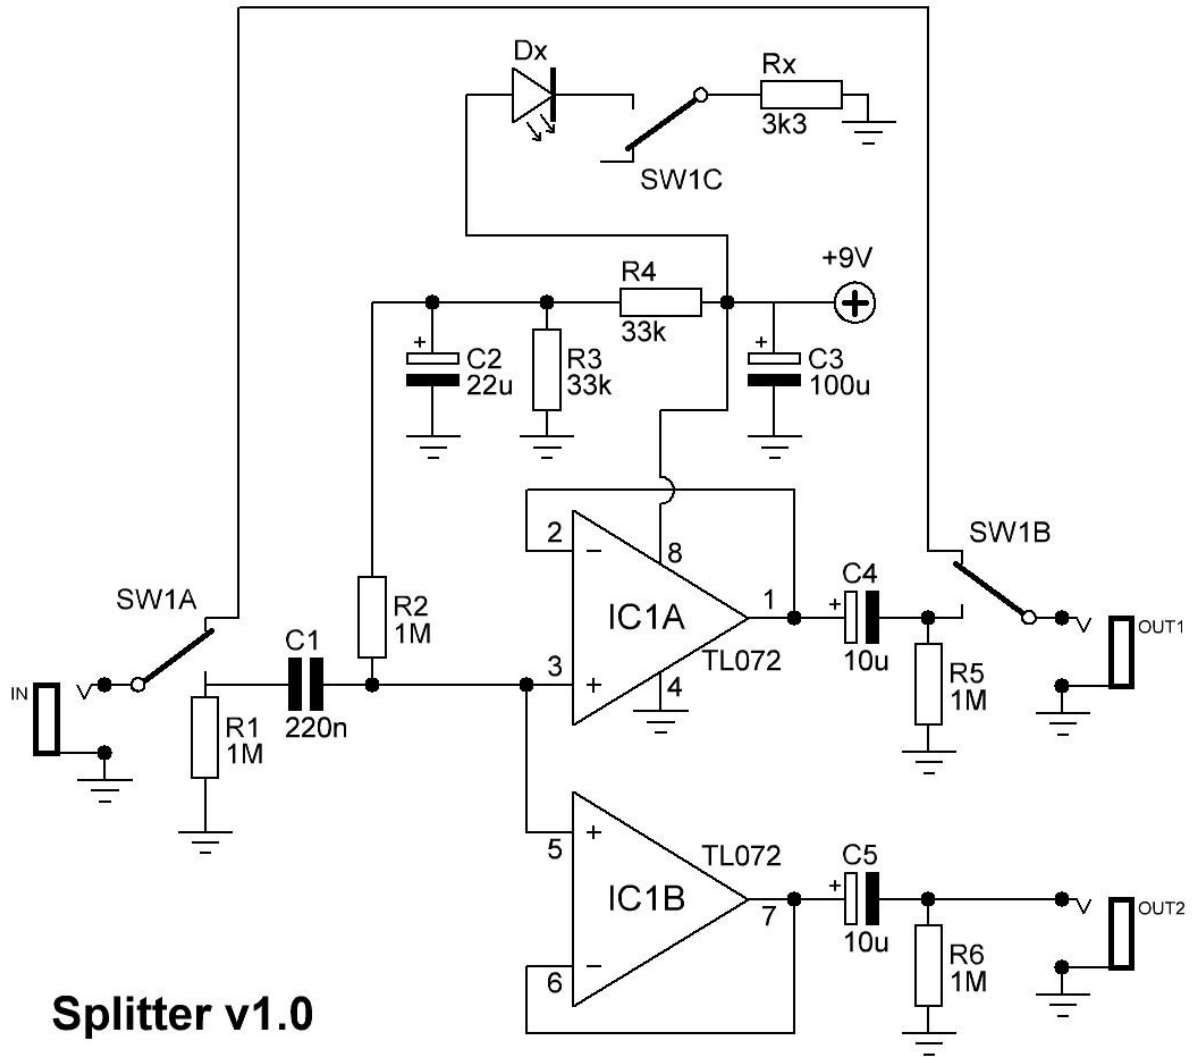 Dx
Rx
3k3
SW1C
+9V
R4
33k
+
C2
22u
R3
33k
+
C3
100u
SW1B
2
−
8
SW1A
R2
1M
C1
220n
IC1A
1
+
C4
10u
OUT1
3
+
4
TL072
R5
1M
IN
R1
1M
5
+
TL072
IC1B
7
+
C5
10u
OUT2
6
−
R6
1M
Splitter v1.0